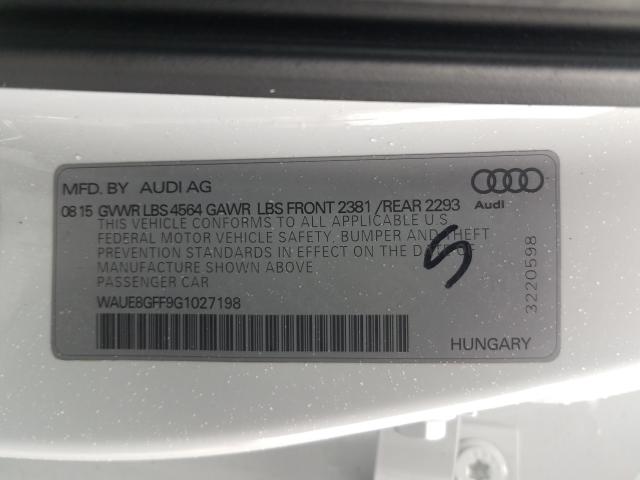 MFD. BY AUDI AG
08 15 GVWR LBS 4564 GAWR LBS FRONT 2381 /REAR 2293
THIS VEHICLE CONFORMS TO ALL APPLICABLE U S
FEDERAL MOTOR VEHICLE SAFETY, BUMPER AND THEFT
PREVENTION STANDARDS IN EFFECT ON THE DATE OF
MANUFACTURE SHOWN ABOVE.
PASSENGER CAR
WAUE8GFF9G1027198
Audi
3220598
HUNGARY
5